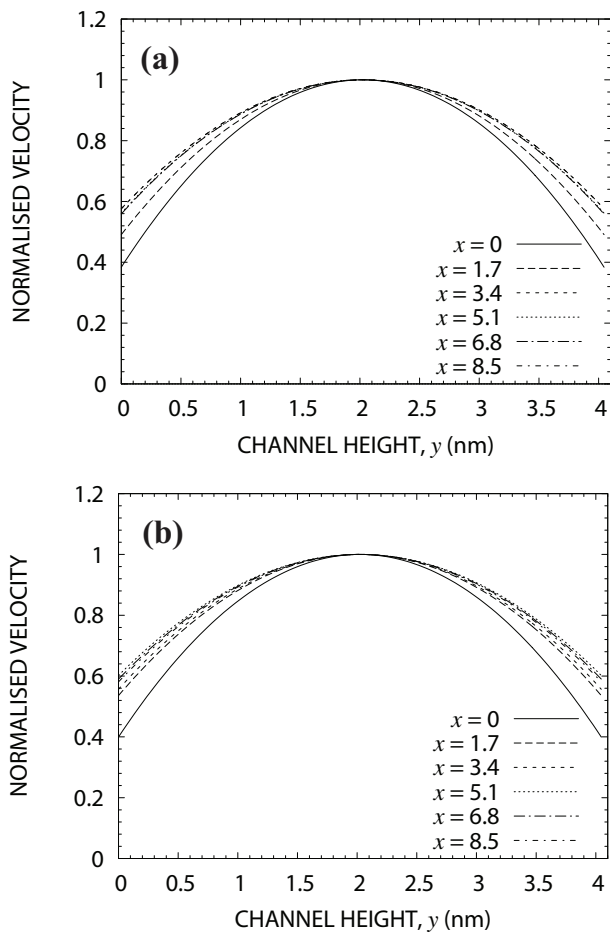 (a)
NORMALISED VELOCITY
1.2
1
0.8
0.6
0.4
0.2
0
x = 0
x = 1.7
x = 3.4
x = 5.1
x = 6.8
x = 8.5
0 0.5 1 1.5 2 2.5 3 3.5 4
CHANNEL HEIGHT, y (nm)
(b)
NORMALISED VELOCITY
1.2
1
0.8
0.6
0.4
0.2
0
x = 0
x = 1.7
x = 3.4
x = 5.1
x = 6.8
x = 8.5
0 0.5 1 1.5 2 2.5 3 3.5 4
CHANNEL HEIGHT, y (nm)